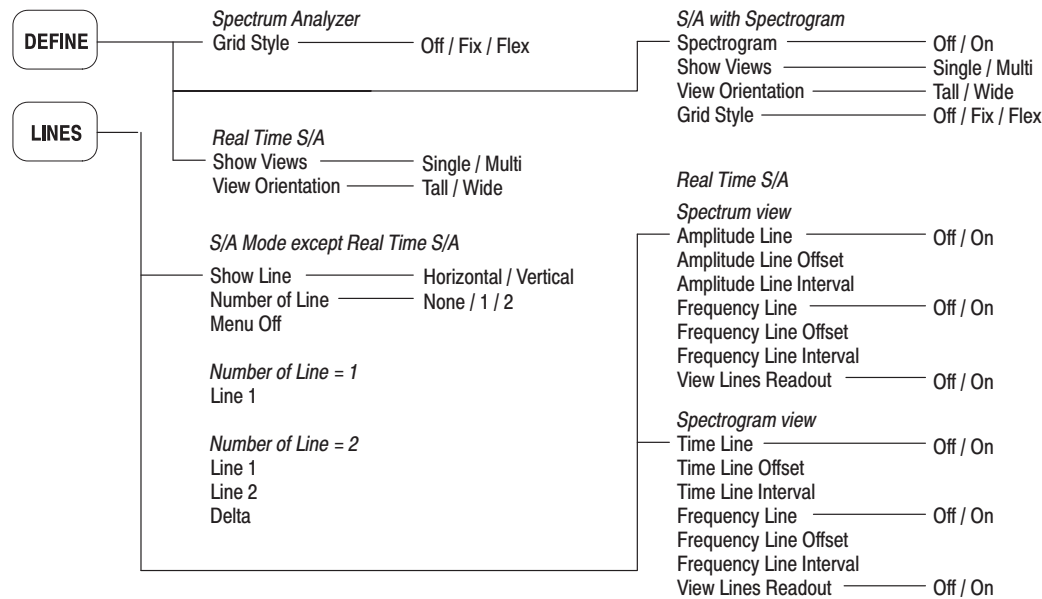 DEFINE
Spectrum Analyzer
Grid Style Off / Fix / Flex
Real Time S/A
Show Views Single / Multi
View Orientation Tall / Wide
S/A with Spectrogram
Spectrogram Off / On
Show Views Single / Multi
View Orientation Tall / Wide
Grid Style Off / Fix / Flex
LINES
S/A Mode except Real Time S/A
Show Line Horizontal / Vertical
Number of Line None / 1 / 2
Menu Off
Number of Line = 1
Line 1
Number of Line = 2
Line 1
Line 2
Delta
Real Time S/A
Spectrum view
Amplitude Line Off / On
Amplitude Line Offset
Amplitude Line Interval
Frequency Line Off / On
Frequency Line Offset
Frequency Line Interval
View Lines Readout Off / On
Spectrogram view
Time Line Off / On
Time Line Offset
Time Line Interval
Frequency Line Off / On
Frequency Line Offset
Frequency Line Interval
View Lines Readout Off / On